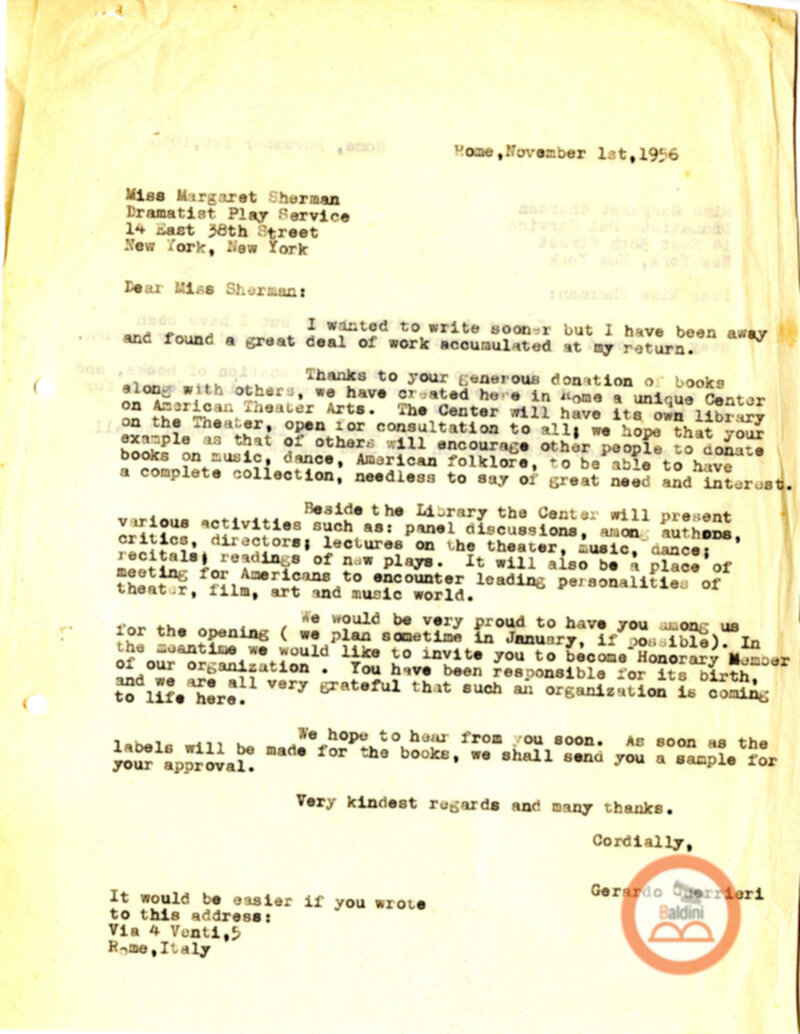 Rome,November 1st,1956
Miss Margaret Sherman
Dramatist Play Service
14 East 38th Street
New York, New York
Dear Miss Sherman:
I wanted to write sooner but I have been away
and found a great deal of work accumulated at my return.
Thanks to your generous donation of books
along with others, we have created here in Rome a unique Center
on American Theater Arts. The Center will have its own library
on the Theater, open for consultation to all; we hope that your
example as that of others will encourage other people to donate
books on music, dance, American folklore, to be able to have
a complete collection, needless to say of great need and interest.
Beside the Library the Center will present
various activities such as: panel discussions, among authons,
critics, directors; lectures on the theater, music, dance;
recitals; readings of new plays. It will also be a place of
meeting for Americans to encounter leading personalities of
theater, film, art and music world.
We would be very proud to have you among us
for the opening ( we plan sometime in January, if possible). In
the meantime we would like to invite you to become Honorary Member
of our organization . You have been responsible for its birth,
and we are all very grateful that such an organization is coming
to life here.
We hope to hear from you soon. As soon as the
labels will be made for the books, we shall send you a sample for
your approval.
Very kindest regards and many thanks.
Cordially,
Gerardo Guerrieri
Baldini
It would be easier if you wrote
to this address:
Via 4 Venti,5
Rome,Italy